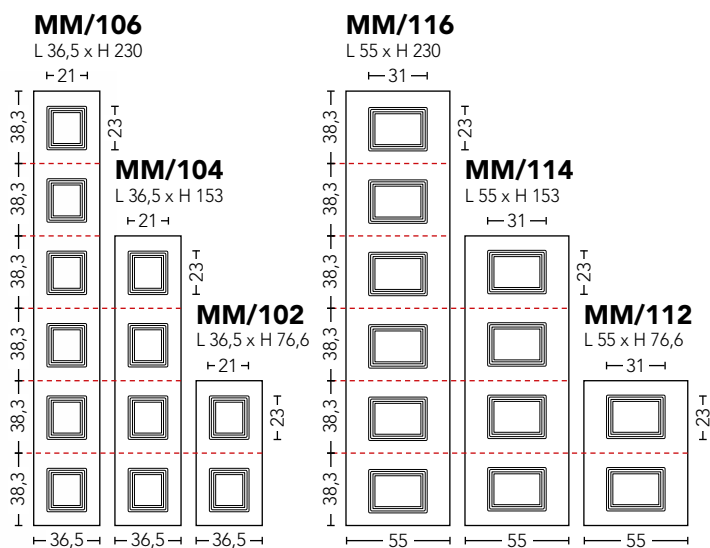 MM/106
L 36,5 x H 230
21
38,3
23
38,3
38,3
38,3
38,3
38,3
36,5
MM/104
L 36,5 x H 153
21
23
36,5
MM/102
L 36,5 x H 76,6
21
23
36,5
MM/116
L 55 x H 230
31
38,3
23
38,3
38,3
38,3
38,3
38,3
55
MM/114
L 55 x H 153
31
23
55
MM/112
L 55 x H 76,6
31
23
55